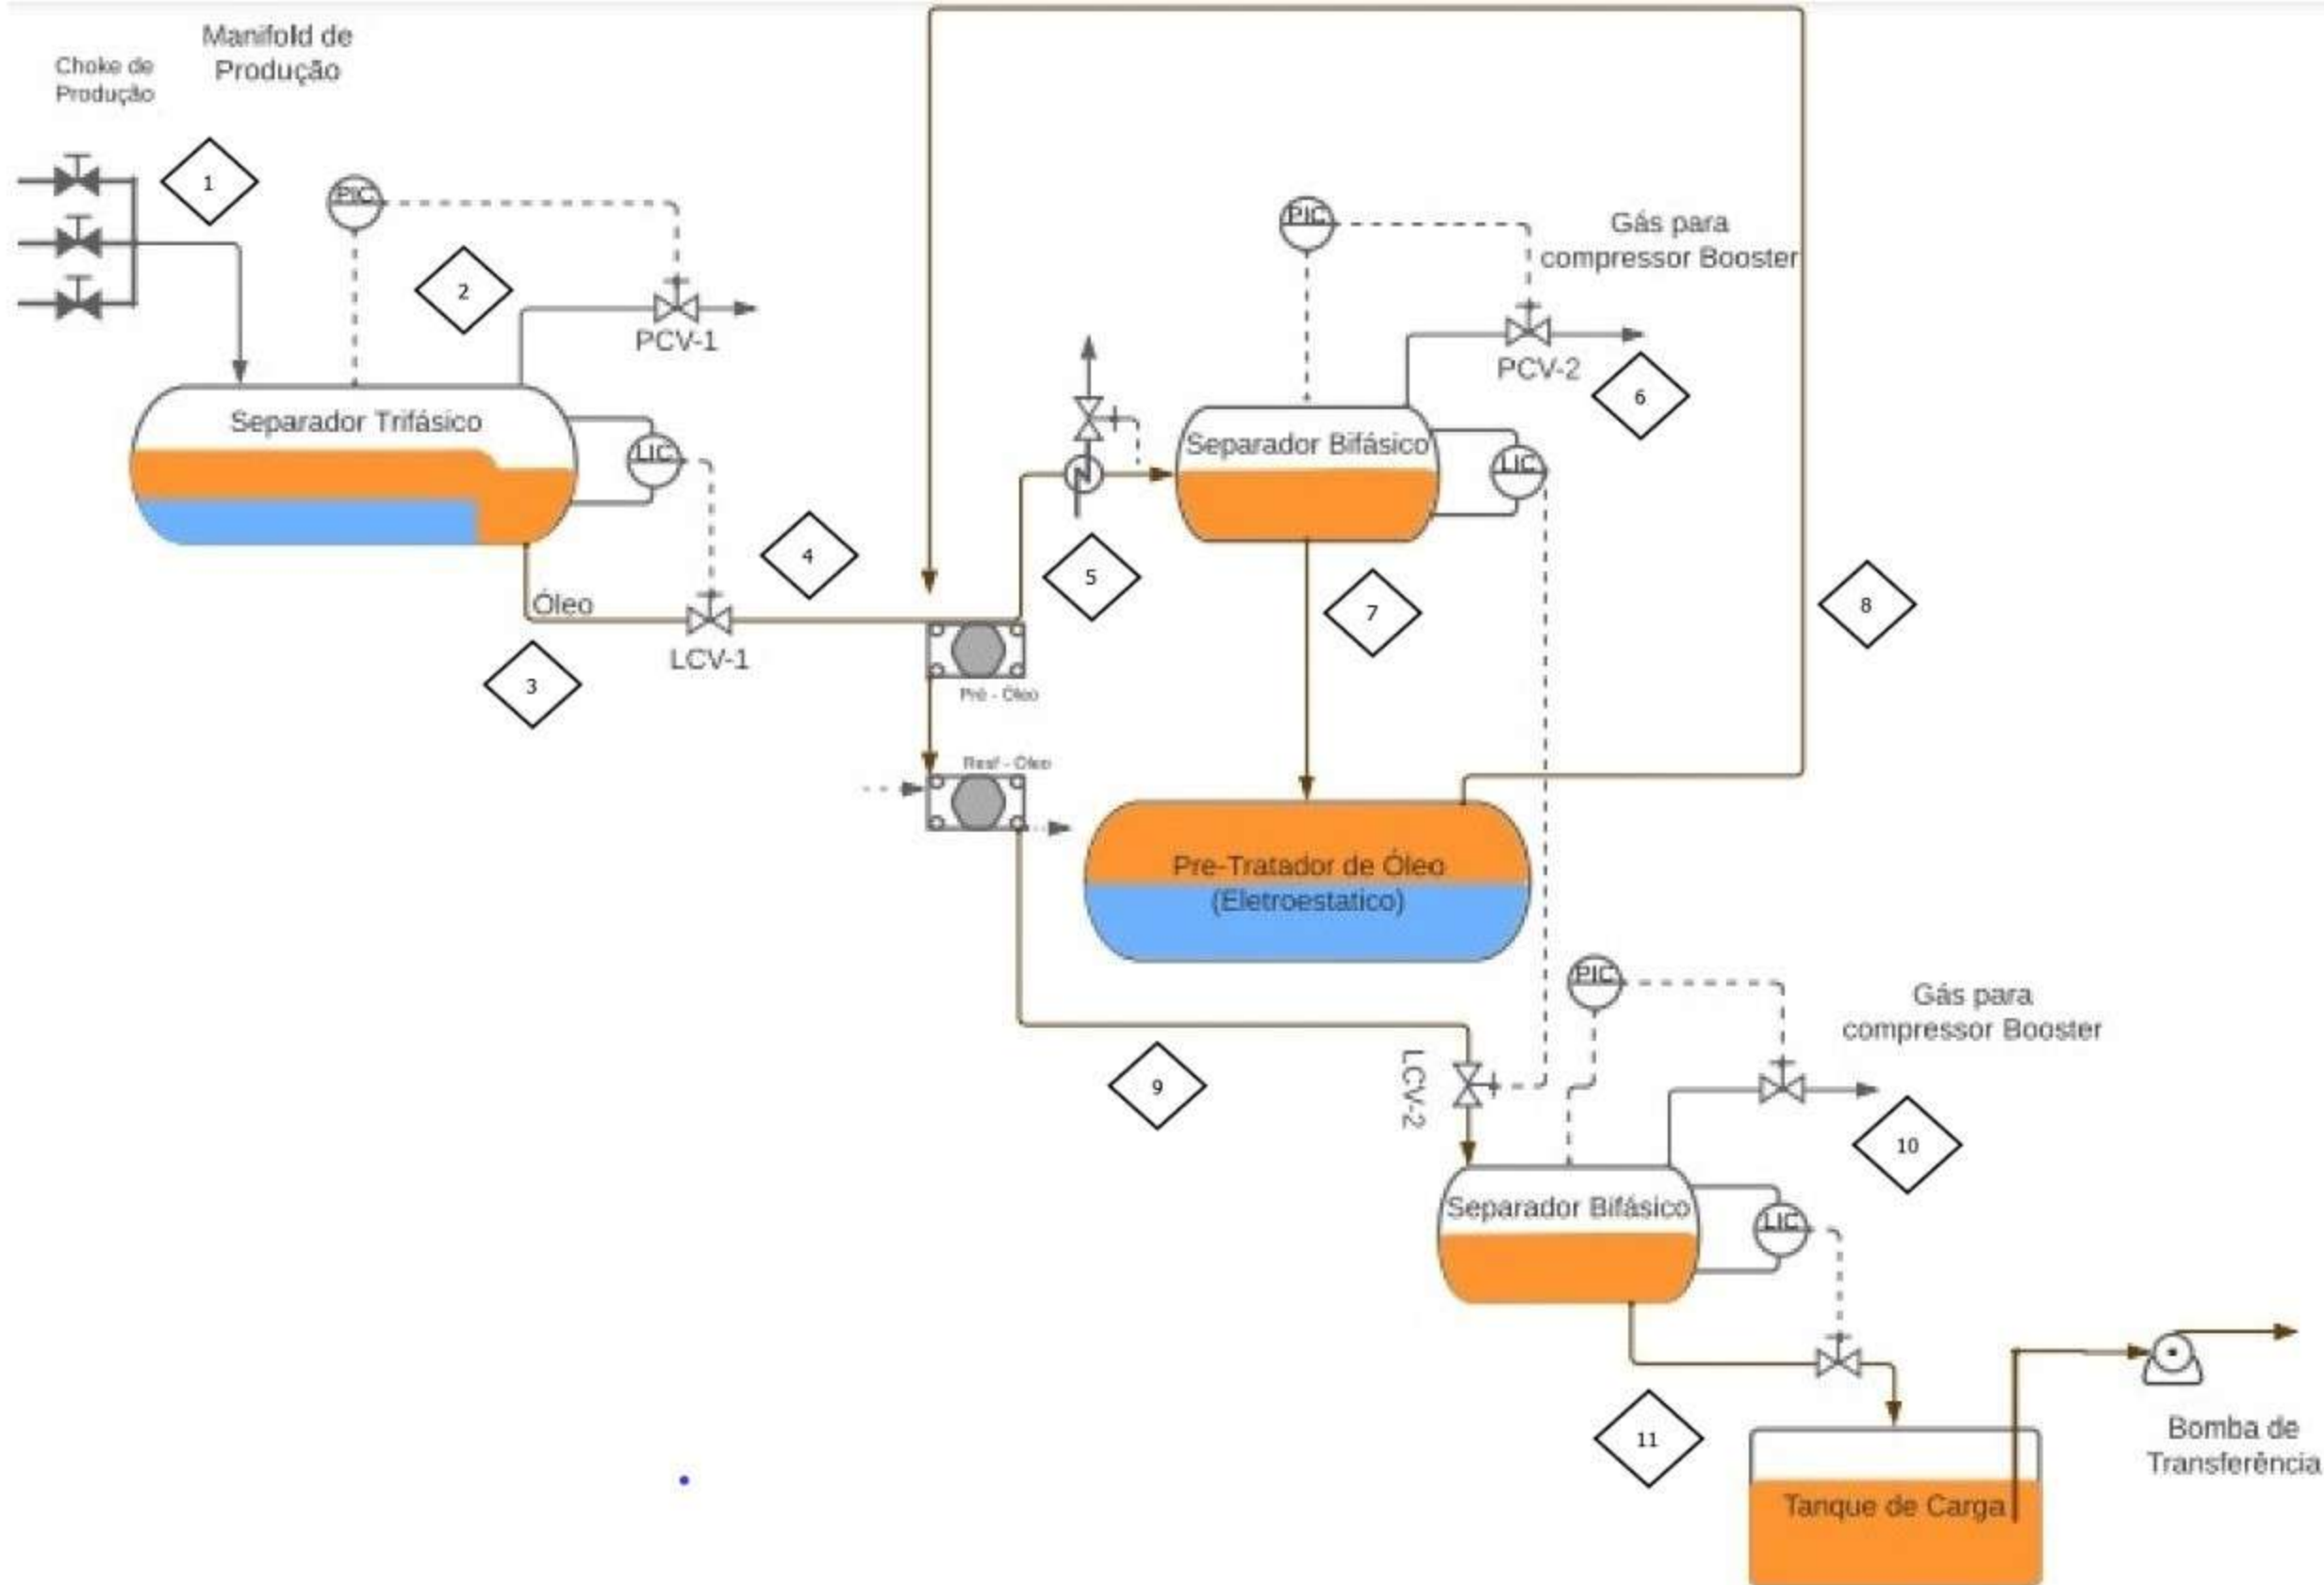 Manifold de
Produção
Choke de
Produção
1
PIC
2
PCV-1
Separador Trifásico
LIC
Óleo
3
LCV-1
4
Pré - Óleo
Resf - Óleo
5
PIC
Gás para
compressor Booster
PCV-2
6
Separador Bifásico
LIC
7
8
Pre-Tratador de Óleo
(Eletroestatico)
9
LCV-2
PIC
Gás para
compressor Booster
10
Separador Bifásico
LIC
11
Tanque de Carga
Bomba de
Transferência